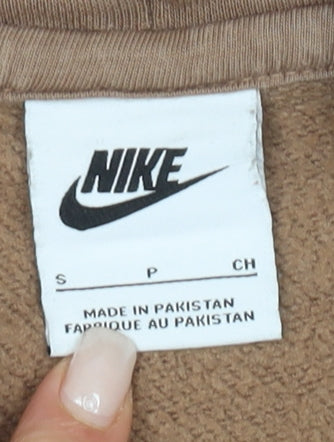 NIKE
S P CH
MADE IN PAKISTAN
FABRIQUE AU PAKISTAN